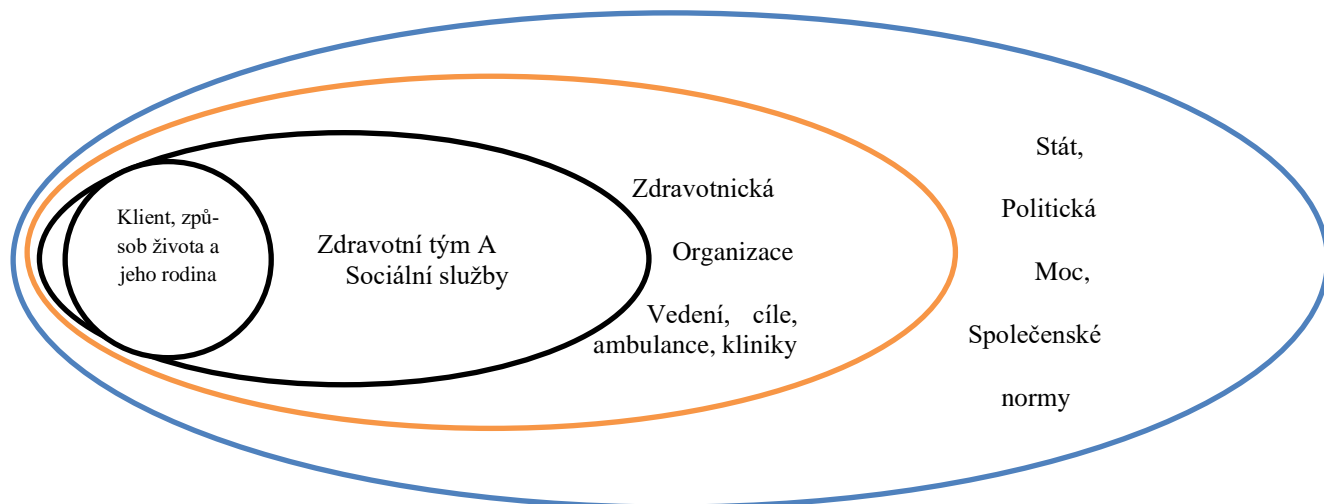 Klient, způ-
sob života a
jeho rodina
Zdravotní tým A
Sociální služby
Zdravotnická
Organizace
Vedení, cíle,
ambulance, kliniky
Stát,
Politická
Moc,
Společenské
normy